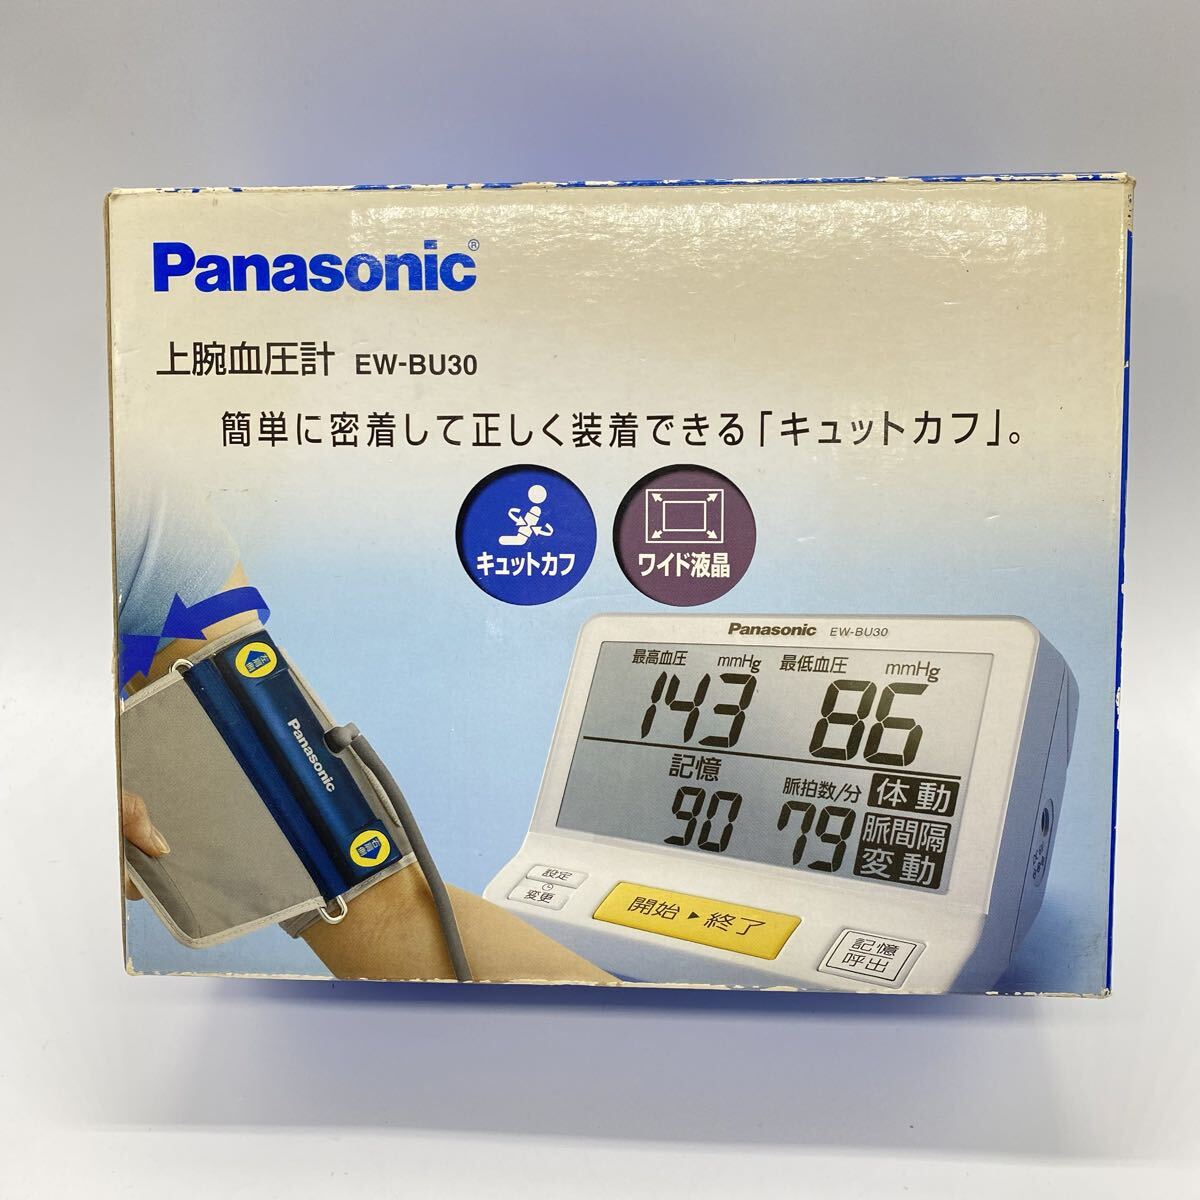 Panasonic®
上腕血圧計 EW-BU30
簡単に密着して正しく装着できる「キュットカフ」。
キュットカフ
ワイド液晶
Panasonic EW-BU30
最高血圧 mmHg 最低血圧 mmHg
143 86
記憶 脈拍数/分 体動
90 79 脈間隔
変動
設定
変更
開始▶終了
記憶
呼出
Panasonic